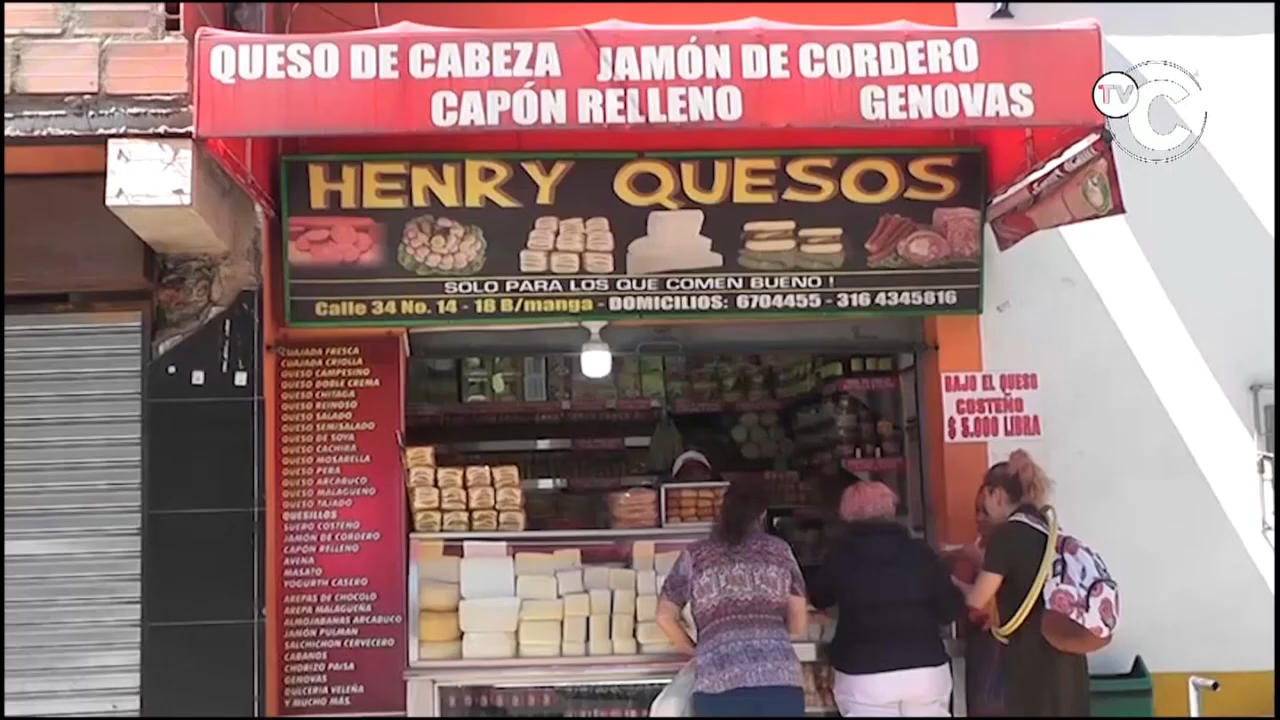 QUESO DE CABEZA JAMÓN DE CORDERO
CAPÓN RELLENO GENOVAS
TVC
HENRY QUESOS
SOLO PARA LOS QUE COMEN BUENO !
Calle 34 No. 14 - 18 B/manga - DOMICILIOS: 6704455 - 316 4345816
CUAJADA FRESCA
CUAJADA CRIOLLA
QUESO CAMPESINO
QUESO DOBLE CREMA
QUESO CHITAGA
QUESO REINOSO
QUESO SALADO
QUESO SEMISALADO
QUESO DE SOYA
QUESO CACHIRA
QUESO MOSARELLA
QUESO PERA
QUESO ARCABUCO
QUESO MALAGUEÑO
QUESO TAJADO
QUESILLOS
SUERO COSTEÑO
JAMÓN DE CORDERO
CAPÓN RELLENO
AVENA
MASATO
YOGURTH CASERO
AREPAS DE CHOCOLO
AREPA MALAGUEÑA
ALMOJABANAS ARCABUCO
JAMÓN PULMAN
SALCHICHON CERVECERO
CABANOS
CHORIZO PAISA
GENOVAS
DULCERIA VELEÑA
Y MUCHO MÁS.
BAJO EL QUESO
COSTEÑO
$ 5.000 LIBRA